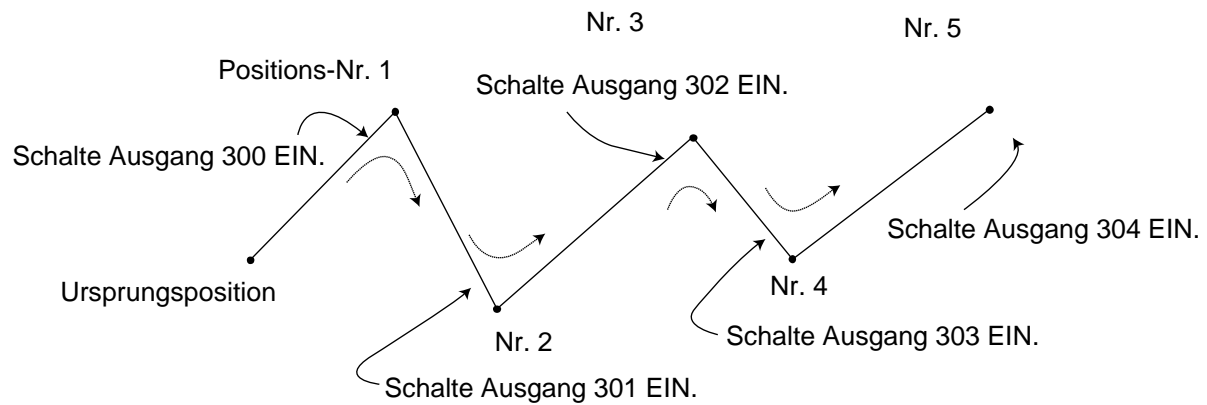 Nr. 3
Nr. 5
Positions-Nr. 1
Schalte Ausgang 302 EIN.
Schalte Ausgang 300 EIN.
Schalte Ausgang 304 EIN.
Ursprungsposition
Nr. 4
Nr. 2
Schalte Ausgang 303 EIN.
Schalte Ausgang 301 EIN.